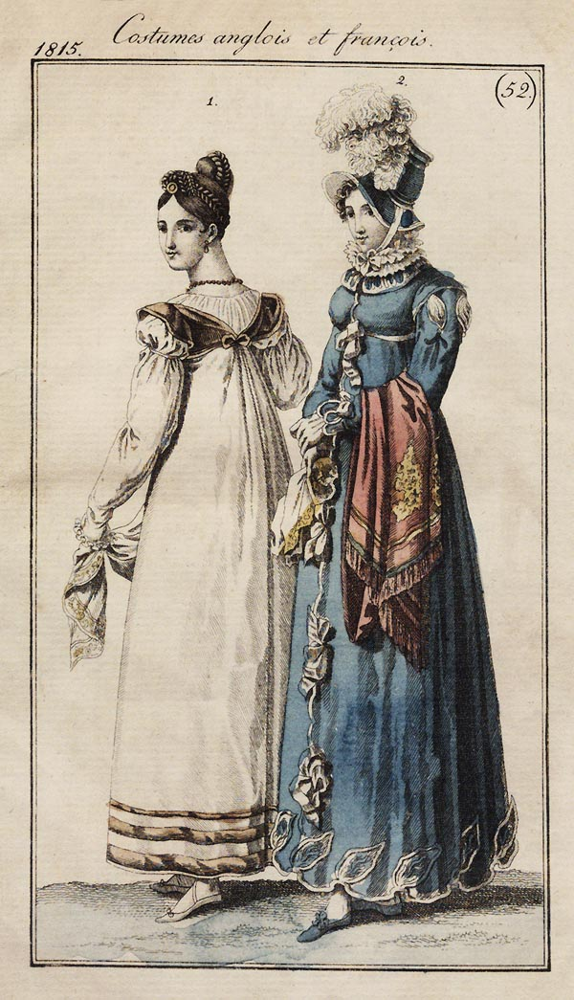 Costumes anglois et françois.
1815.
(52.)
1.
2.